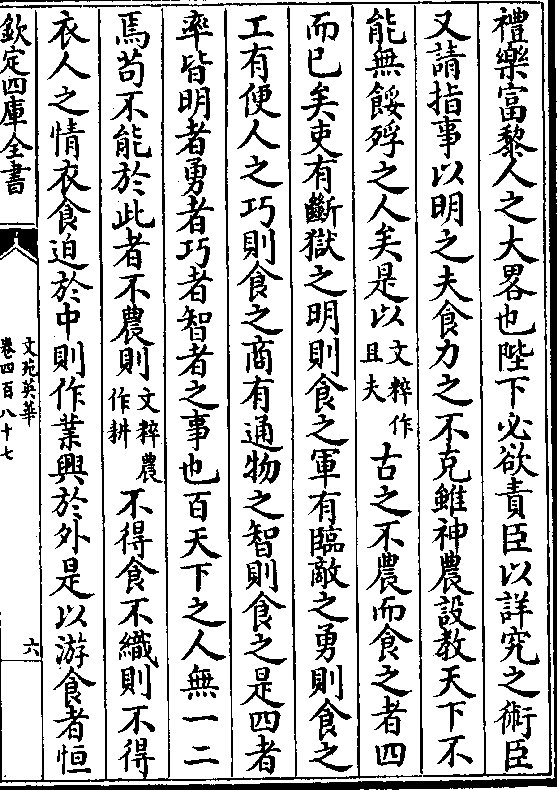 禮樂富黎人之大畧也陛下必欲責臣以詳究之術臣
又請指事以明之夫食力之不克雖神農設教天下不
能無餒殍之人矣是以文粹作且夫古之不農而食之者四
而已矣吏有斷獄之明則食之軍有臨敵之勇則食之
工有便人之巧則食之商有通物之智則食之是四者
率皆明者勇者巧者智者之事也百天下之人無一二
焉苟不能於此者不農則文粹農作耕不得食不織則不得
衣人之情衣食迫於中則作業興於外是以游食者恒
欽定四庫全書
文苑英華
卷四百八十七
六